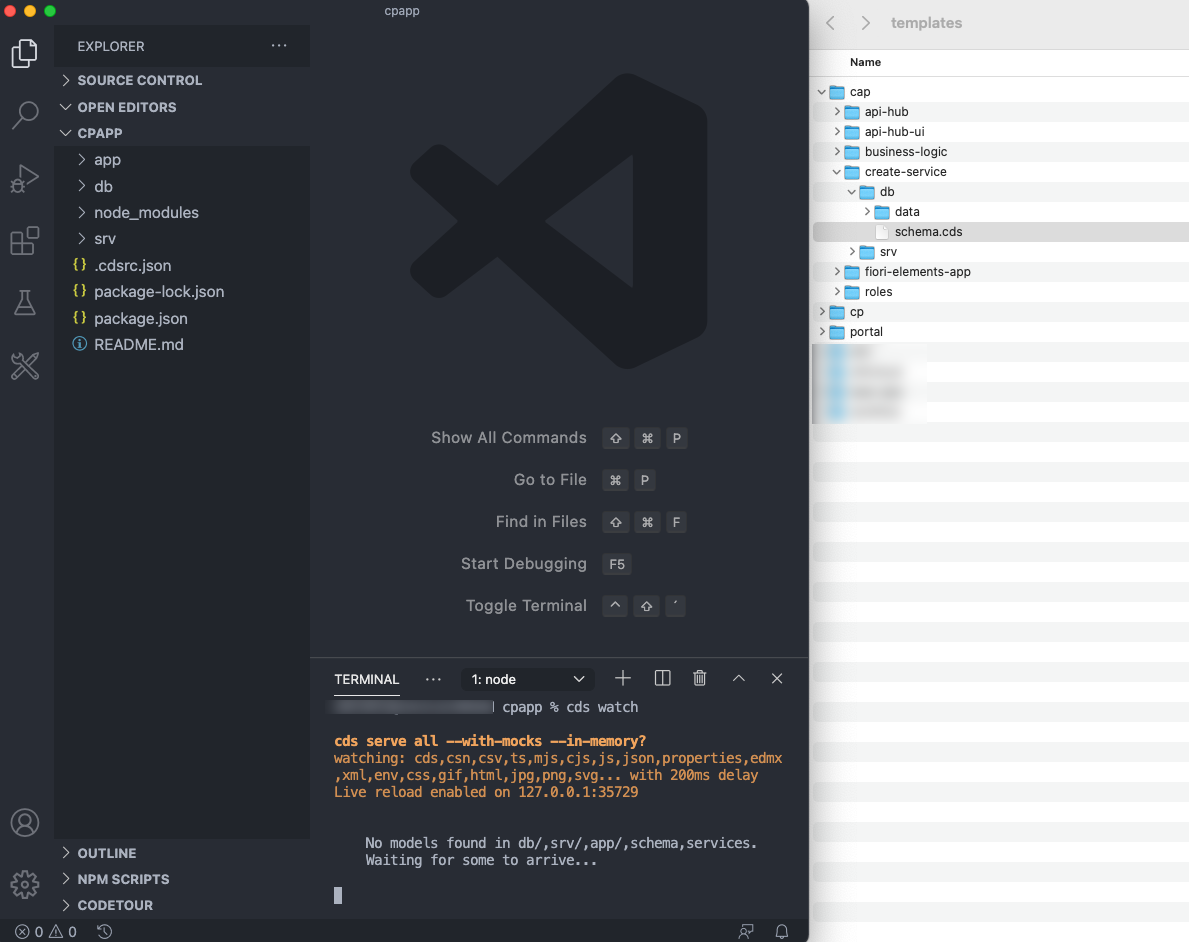 cpapp
EXPLORER
SOURCE CONTROL
OPEN EDITORS
CPAPP
app
db
node_modules
srv
{} .cdsrc.json
{} package-lock.json
{} package.json
README.md
OUTLINE
NPM SCRIPTS
CODETOUR
0 0
Show All Commands ⇧ ⌘ P
Go to File ⌘ P
Find in Files ⇧ ⌘ F
Start Debugging F5
Toggle Terminal ^ ⇧ ´
TERMINAL ··· 1: node
cpapp % cds watch
cds serve all --with-mocks --in-memory?
watching: cds,csn,csv,ts,mjs,cjs,js,json,properties,edmx
,xml,env,css,gif,html,jpg,png,svg... with 200ms delay
Live reload enabled on 127.0.0.1:35729
No models found in db/,srv/,app/,schema,services.
Waiting for some to arrive...
templates
Name
cap
api-hub
api-hub-ui
business-logic
create-service
db
data
schema.cds
srv
fiori-elements-app
roles
cp
portal